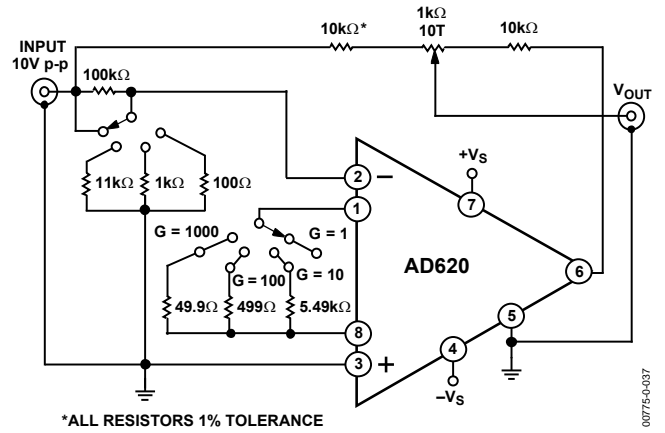 INPUT
10V p-p
100kΩ
10kΩ*
1kΩ
10T
10kΩ
VOUT
11kΩ
1kΩ
100Ω
G = 1000
G = 100
G = 10
G = 1
49.9Ω
499Ω
5.49kΩ
2
−
1
8
3
+
+VS
7
AD620
6
5
4
−VS
*ALL RESISTORS 1% TOLERANCE
00775-0-037